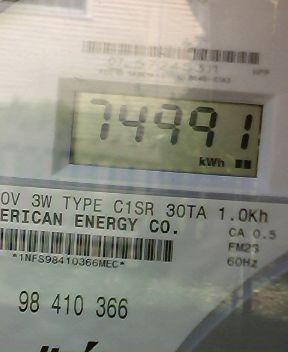 74991
kWh
0V 3W TYPE C1SR 30TA 1.0Kh
ERICAN ENERGY CO.
CA 0.5
FM2S
60Hz
*1NFS98410366MEC*
98 410 366